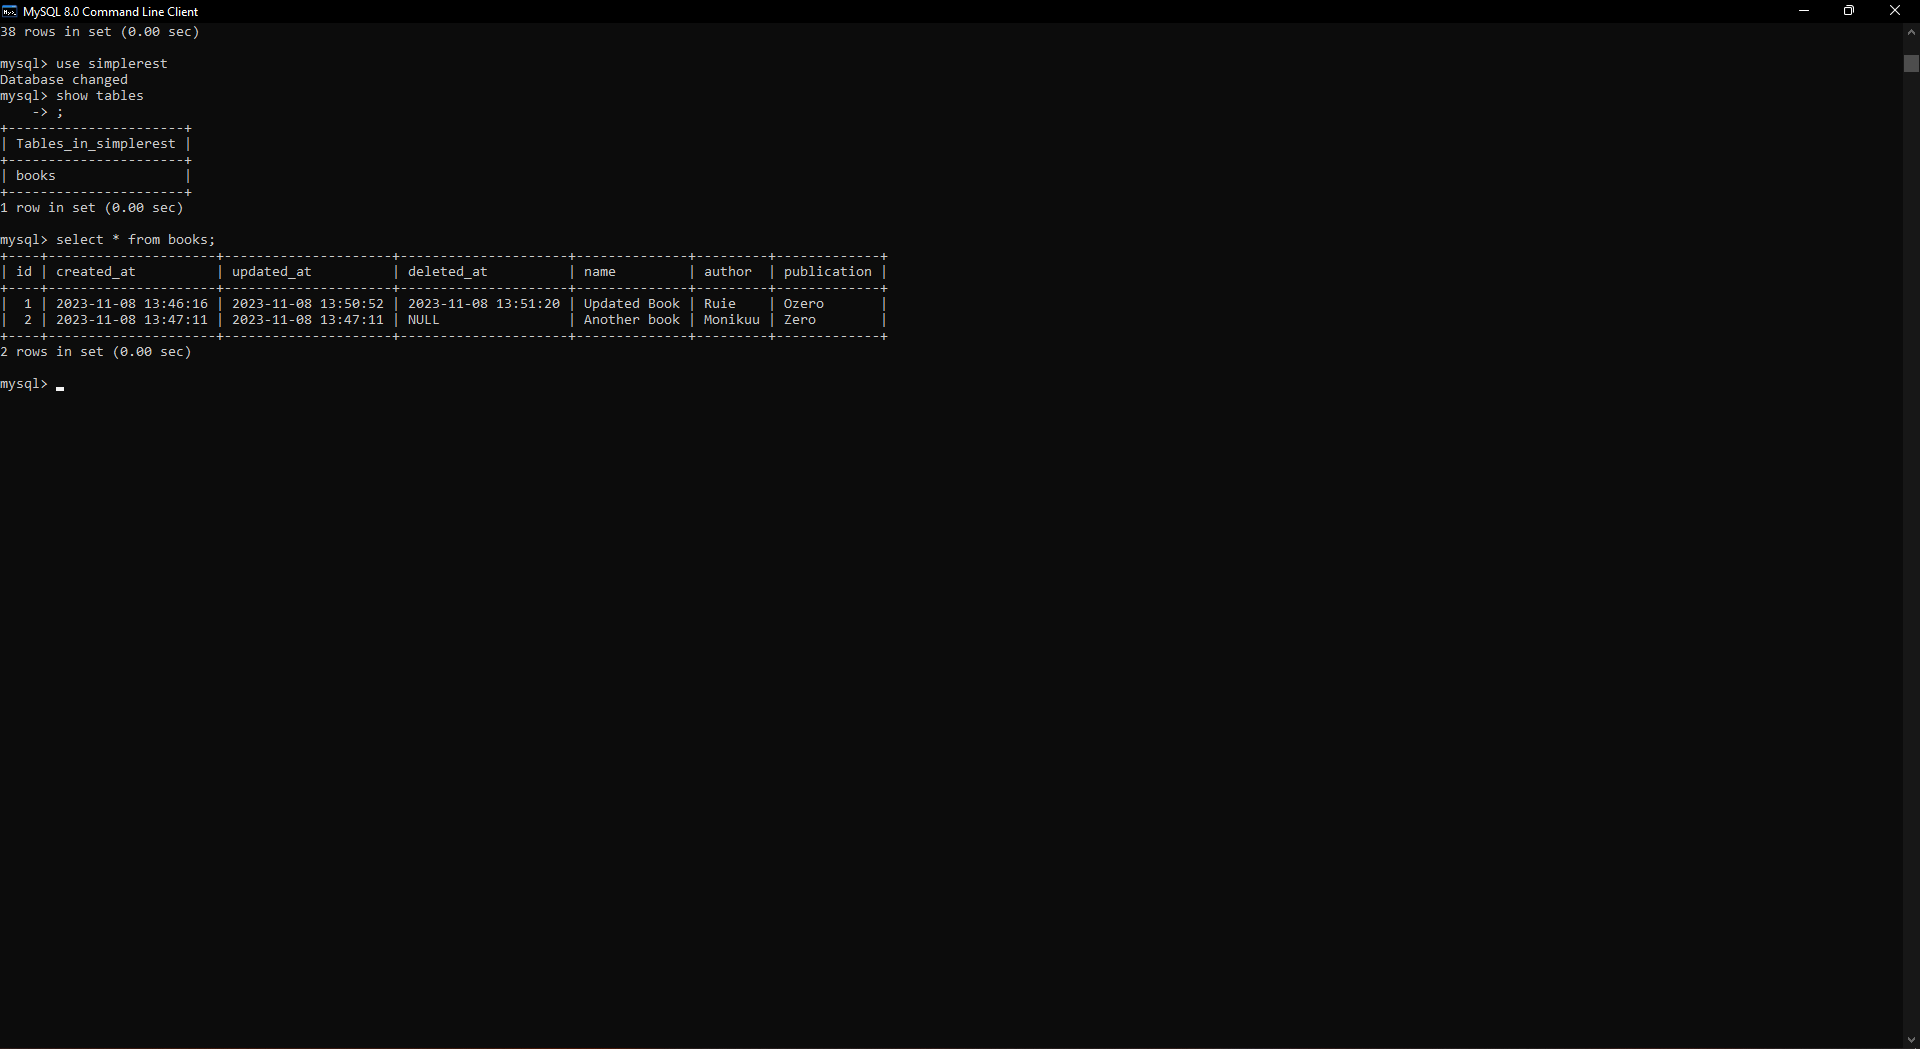 MySQL 8.0 Command Line Client
38 rows in set (0.00 sec)
mysql> use simplerest
Database changed
mysql> show tables
    -> ;
+----------------------+
| Tables_in_simplerest |
+----------------------+
| books                |
+----------------------+
1 row in set (0.00 sec)
mysql> select * from books;
+----+---------------------+---------------------+---------------------+--------------+---------+-------------+
| id | created_at          | updated_at          | deleted_at          | name         | author  | publication |
+----+---------------------+---------------------+---------------------+--------------+---------+-------------+
|  1 | 2023-11-08 13:46:16 | 2023-11-08 13:50:52 | 2023-11-08 13:51:20 | Updated Book | Ruie    | Ozero       |
|  2 | 2023-11-08 13:47:11 | 2023-11-08 13:47:11 | NULL                | Another book | Monikuu | Zero        |
+----+---------------------+---------------------+---------------------+--------------+---------+-------------+
2 rows in set (0.00 sec)
mysql> _